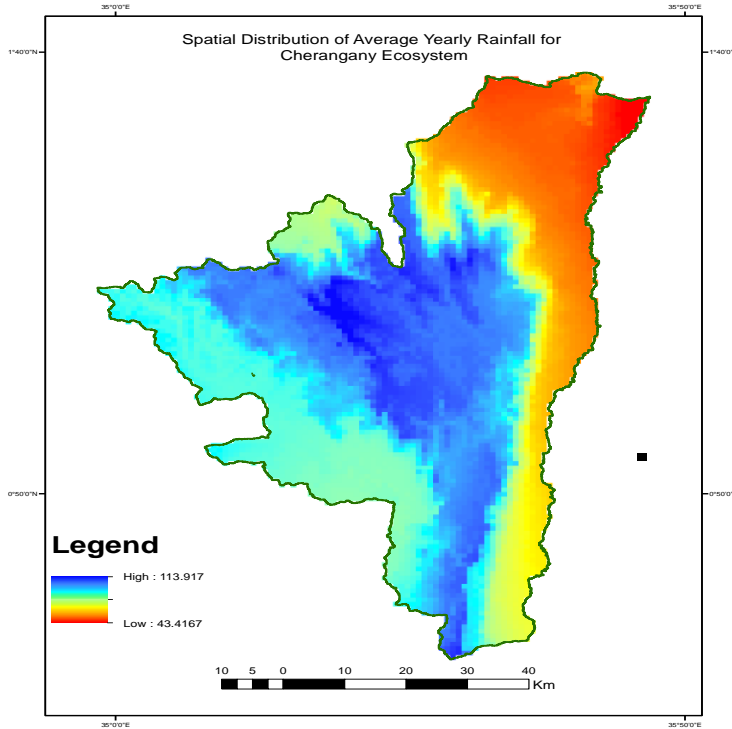 35°0'0"E 35°50'0"E
Spatial Distribution of Average Yearly Rainfall for
Cherangany Ecosystem
1°40'0"N 1°40'0"
0°50'0"N 0°50'0"
Legend
High : 113.917
Low : 43.4167
10 5 0 10 20 30 40
Km
35°0'0"E 35°50'0"E